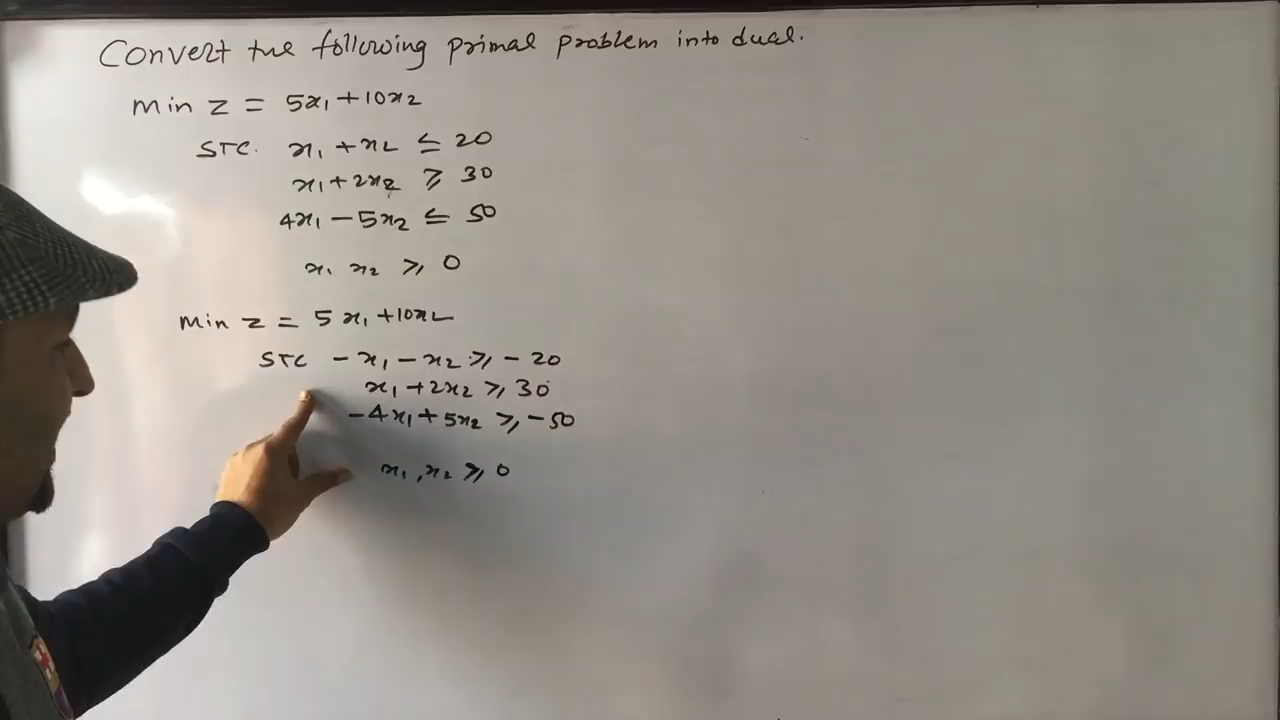 Convert the following primal problem into dual.
min z = 5x₁ + 10x₂
STC. x₁ + x₂ ≤ 20
x₁ + 2x₂ ≥ 30
4x₁ - 5x₂ ≤ 50
x₁ x₂ ≥ 0
min z = 5x₁ + 10x₂
STC -x₁ - x₂ ≥ -20
x₁ + 2x₂ ≥ 30
-4x₁ + 5x₂ ≥ -50
x₁, x₂ ≥ 0